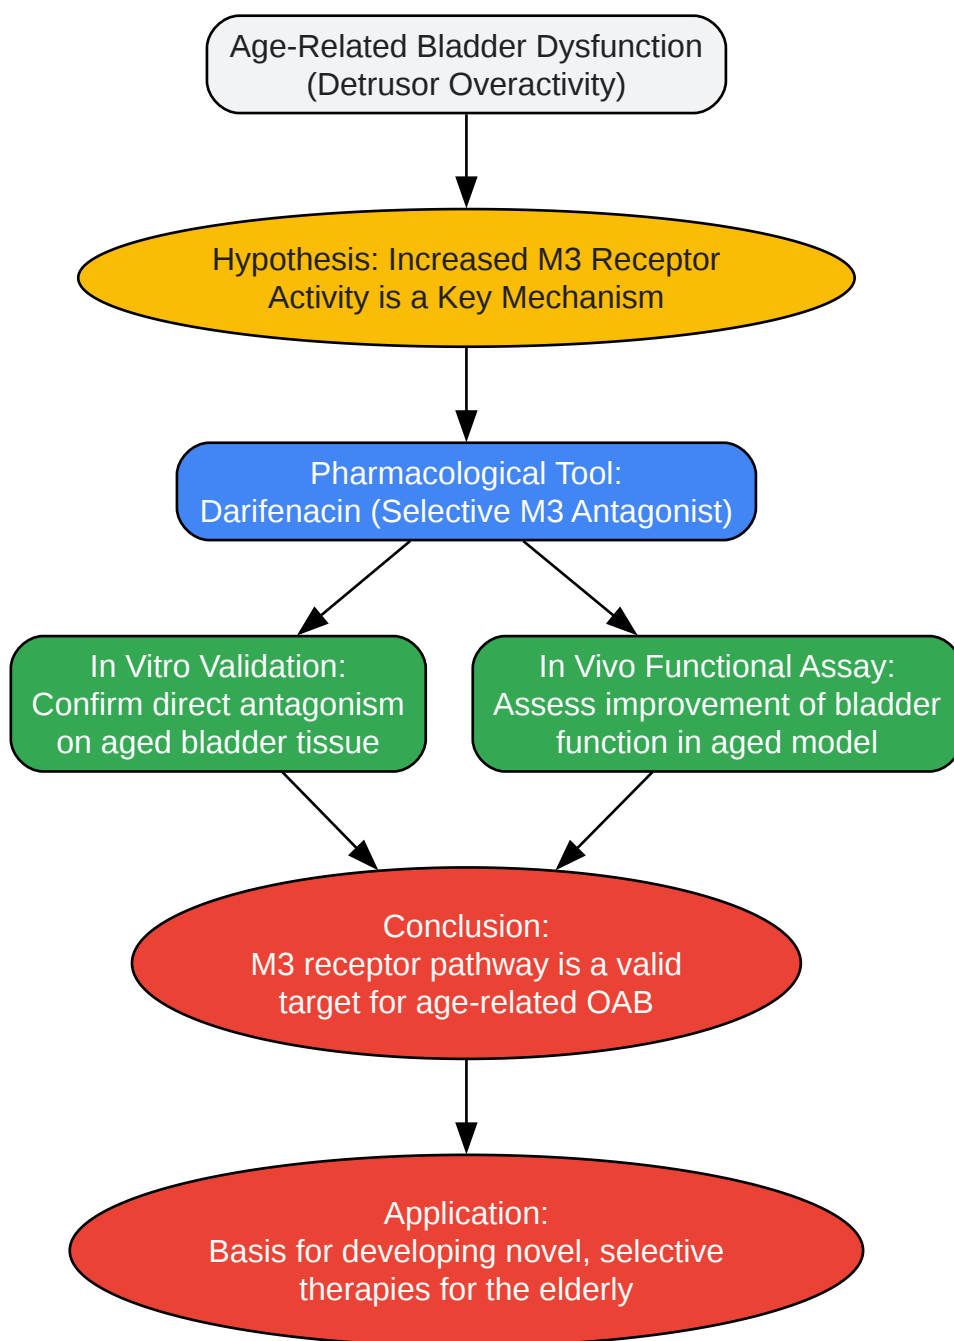 Age-Related Bladder Dysfunction
(Detrusor Overactivity)
Hypothesis: Increased M3 Receptor
Activity is a Key Mechanism
Pharmacological Tool:
Darifenacin (Selective M3 Antagonist)
In Vitro Validation:
Confirm direct antagonism
on aged bladder tissue
In Vivo Functional Assay:
Assess improvement of bladder
function in aged model
Conclusion:
M3 receptor pathway is a valid
target for age-related OAB
Application:
Basis for developing novel, selective
therapies for the elderly